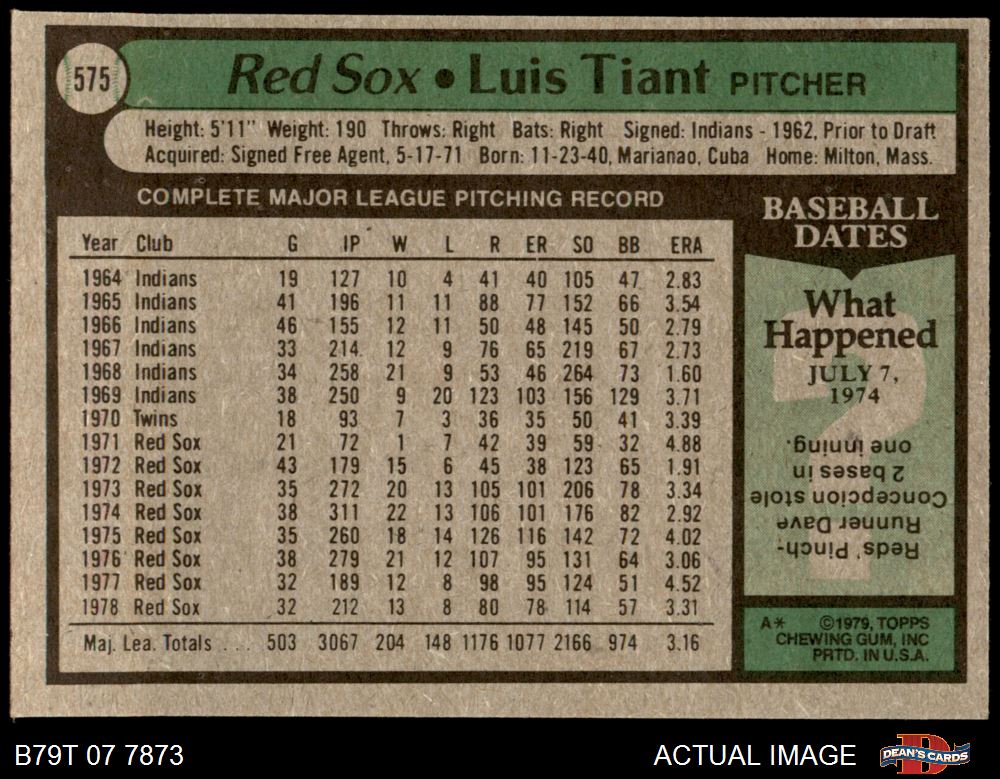 575
Red Sox • Luis Tiant PITCHER
Height: 5'11" Weight: 190 Throws: Right Bats: Right Signed: Indians - 1962, Prior to Draft
Acquired: Signed Free Agent, 5-17-71 Born: 11-23-40, Marianao, Cuba Home: Milton, Mass.
COMPLETE MAJOR LEAGUE PITCHING RECORD
Year Club G IP W L R ER SO BB ERA
1964 Indians 19 127 10 4 41 40 105 47 2.83
1965 Indians 41 196 11 11 88 77 152 66 3.54
1966 Indians 46 155 12 11 50 48 145 50 2.79
1967 Indians 33 214 12 9 76 65 219 67 2.73
1968 Indians 34 258 21 9 53 46 264 73 1.60
1969 Indians 38 250 9 20 123 103 156 129 3.71
1970 Twins 18 93 7 3 36 35 50 41 3.39
1971 Red Sox 21 72 1 7 42 39 59 32 4.88
1972 Red Sox 43 179 15 6 45 38 123 65 1.91
1973 Red Sox 35 272 20 13 105 101 206 78 3.34
1974 Red Sox 38 311 22 13 106 101 176 82 2.92
1975 Red Sox 35 260 18 14 126 116 142 72 4.02
1976 Red Sox 38 279 21 12 107 95 131 64 3.06
1977 Red Sox 32 189 12 8 98 95 124 51 4.52
1978 Red Sox 32 212 13 8 80 78 114 57 3.31
Maj. Lea. Totals . . . 503 3067 204 148 1176 1077 2166 974 3.16
BASEBALL
DATES
What
Happened
JULY 7,
1974
Reds' Pinch-
Runner Dave
Concepcion stole
2 bases in
one inning.
A* ©1979, TOPPS
CHEWING GUM, INC
PRTD. IN U.S.A.
B79T 07 7873
ACTUAL IMAGE
DEAN'S CARDS